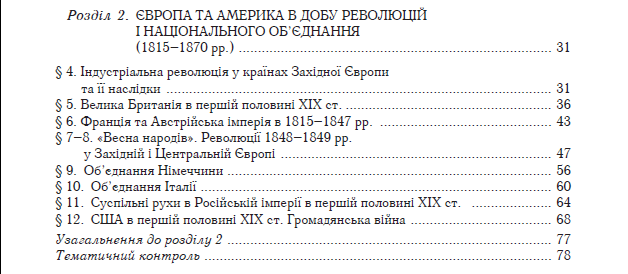 Розділ 2. ЄВРОПА ТА АМЕРИКА В ДОБУ РЕВОЛЮЦІЙ
І НАЦІОНАЛЬНОГО ОБ’ЄДНАННЯ
(1815–1870 рр.) ... 31
§ 4. Індустріальна революція у країнах Західної Європи
та її наслідки ... 31
§ 5. Велика Британія в першій половині XIX ст. ... 36
§ 6. Франція та Австрійська імперія в 1815–1847 рр. ... 43
§ 7–8. «Весна народів». Революції 1848–1849 рр.
у Західній і Центральній Європі ... 47
§ 9. Об’єднання Німеччини ... 56
§ 10. Об’єднання Італії ... 60
§ 11. Суспільні рухи в Російській імперії в першій половині XIX ст. ... 64
§ 12. США в першій половині XIX ст. Громадянська війна ... 68
Узагальнення до розділу 2 ... 77
Тематичний контроль ... 78